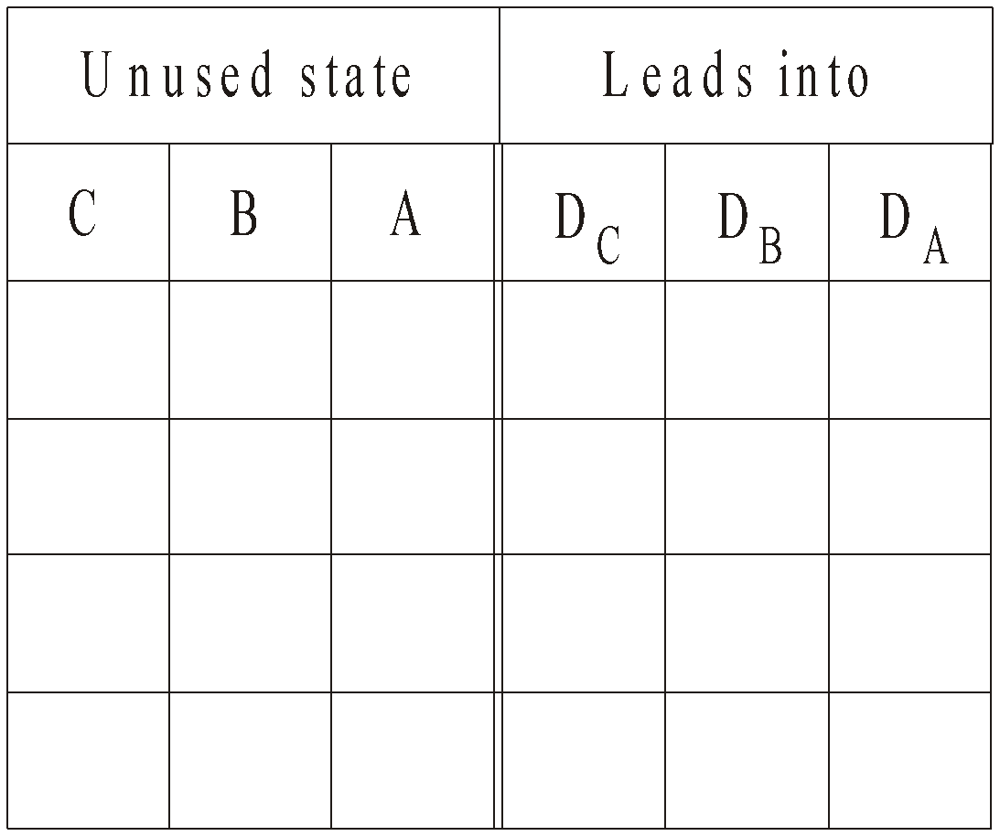 Unused state Leads into
C B A D_C D_B D_A